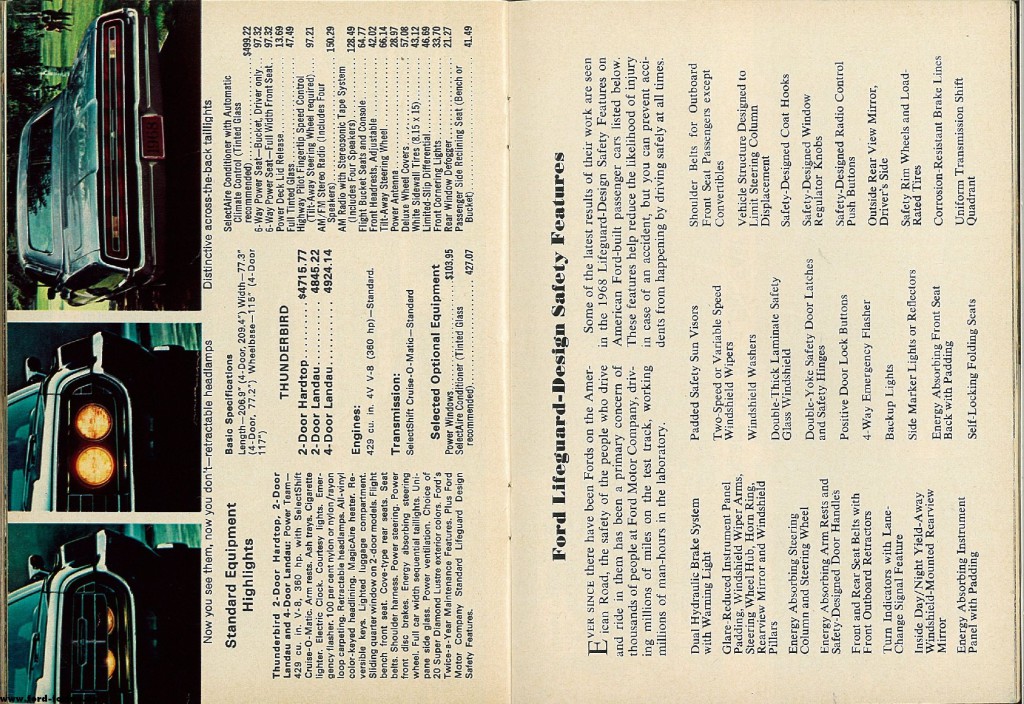 Now you see them, now you don't—retractable headlamps
Distinctive across-the-back taillights
Standard Equipment
Highlights
Thunderbird 2-Door Hardtop, 2-Door
Landau and 4-Door Landau: Power Team—
429 cu. in. V-8, 360 hp. with SelectShift
Cruise-O-Matic. Arm rests. Ash trays. Cigarette
lighter. Electric Clock. Courtesy lights. Emer-
gency flasher. 100 per cent nylon or nylon/rayon
loop carpeting. Retractable headlamps. All-vinyl
color-keyed headlining. MagicAire heater. Re-
versible keys. Lighted luggage compartment.
Sliding quarter window on 2-door models. Flight
bench front seat. Cove-type rear seats. Seat
belts. Shoulder harness. Power steering. Power
front disc brakes. Energy absorbing steering
wheel. Full car width sequential taillights. Uni-
pane side glass. Power ventilation. Choice of
20 Super Diamond Lustre exterior colors. Ford's
Twice-a-Year Maintenance Features. Plus Ford
Motor Company Standard Lifeguard Design
Safety Features.
Basic Specifications
Length—206.9" (4-Door, 209.4") Width—77.3"
(4-Door, 77.2") Wheelbase—115" (4-Door
117")
THUNDERBIRD
2-Door Hardtop........$4715.77
2-Door Landau........ 4845.22
4-Door Landau........ 4924.14
Engines:
429 cu. in. 4V V-8 (360 hp)—Standard.
Transmission:
SelectShift Cruise-O-Matic—Standard
Selected Optional Equipment
Power Windows........$103.95
SelectAire Conditioner (Tinted Glass
recommended)........ 427.07
SelectAire Conditioner with Automatic
Climate Control (Tinted Glass
recommended)........$499.22
6-Way Power Seat—Bucket, Driver only.. 97.32
6-Way Power Seat—Full Width Front Seat. 97.32
Power Deck Lid Release........ 13.69
Full Tinted Glass........ 47.49
Highway Pilot Fingertip Speed Control
(Tilt-Away Steering Wheel required).... 97.21
AM/FM Stereo Radio (Includes Four
Speakers)........ 150.29
AM Radio with Stereosonic Tape System
(Includes Four Speakers)........ 128.49
Flight Bucket Seats and Console........ 64.77
Front Headrests, Adjustable........ 42.02
Tilt-Away Steering Wheel........ 66.14
Power Antenna........ 28.97
Deluxe Wheel Covers........ 57.08
White Sidewall Tires (8.15 x 15)........ 43.12
Limited-Slip Differential........ 46.69
Front Cornering Lights........ 33.70
Rear Window Defogger........ 21.27
Passenger Side Reclining Seat (Bench or
Bucket)........ 41.49
Ford Lifeguard-Design Safety Features
EVER SINCE there have been Fords on the Amer-
ican Road, the safety of the people who drive
and ride in them has been a primary concern of
thousands of people at Ford Motor Company, driv-
ing millions of miles on the test track, working
millions of man-hours in the laboratory.
Some of the latest results of their work are seen
in the 1968 Lifeguard-Design Safety Features on
American Ford-built passenger cars listed below.
These features help reduce the likelihood of injury
in case of an accident, but you can prevent acci-
dents from happening by driving safely at all times.
Dual Hydraulic Brake System
with Warning Light
Glare-Reduced Instrument Panel
Padding, Windshield Wiper Arms,
Steering Wheel Hub, Horn Ring,
Rearview Mirror and Windshield
Pillars
Energy Absorbing Steering
Column and Steering Wheel
Energy Absorbing Arm Rests and
Safety-Designed Door Handles
Front and Rear Seat Belts with
Front Outboard Retractors
Turn Indicators with Lane-
Change Signal Feature
Inside Day/Night Yield-Away
Windshield-Mounted Rearview
Mirror
Energy Absorbing Instrument
Panel with Padding
Padded Safety Sun Visors
Two-Speed or Variable Speed
Windshield Wipers
Windshield Washers
Double-Thick Laminate Safety
Glass Windshield
Double-Yoke Safety Door Latches
and Safety Hinges
Positive Door Lock Buttons
4-Way Emergency Flasher
Backup Lights
Side Marker Lights or Reflectors
Energy Absorbing Front Seat
Back with Padding
Self-Locking Folding Seats
Shoulder Belts for Outboard
Front Seat Passengers except
Convertibles
Vehicle Structure Designed to
Limit Steering Column
Displacement
Safety-Designed Coat Hooks
Safety-Designed Window
Regulator Knobs
Safety-Designed Radio Control
Push Buttons
Outside Rear View Mirror,
Driver's Side
Safety Rim Wheels and Load-
Rated Tires
Corrosion-Resistant Brake Lines
Uniform Transmission Shift
Quadrant